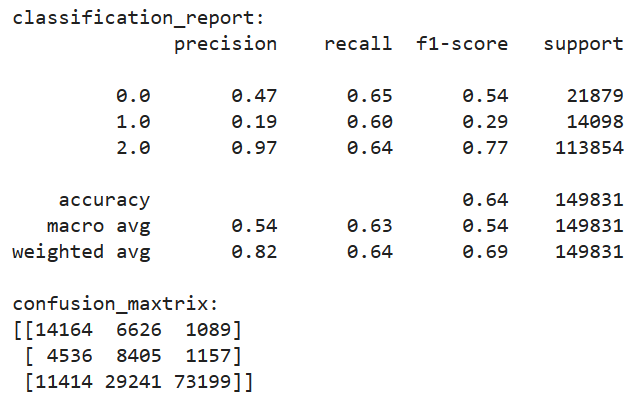 classification_report:
precision recall f1-score support
0.0 0.47 0.65 0.54 21879
1.0 0.19 0.60 0.29 14098
2.0 0.97 0.64 0.77 113854
accuracy 0.64 149831
macro avg 0.54 0.63 0.54 149831
weighted avg 0.82 0.64 0.69 149831
confusion_maxtrix:
[[14164 6626 1089]
[ 4536 8405 1157]
[11414 29241 73199]]